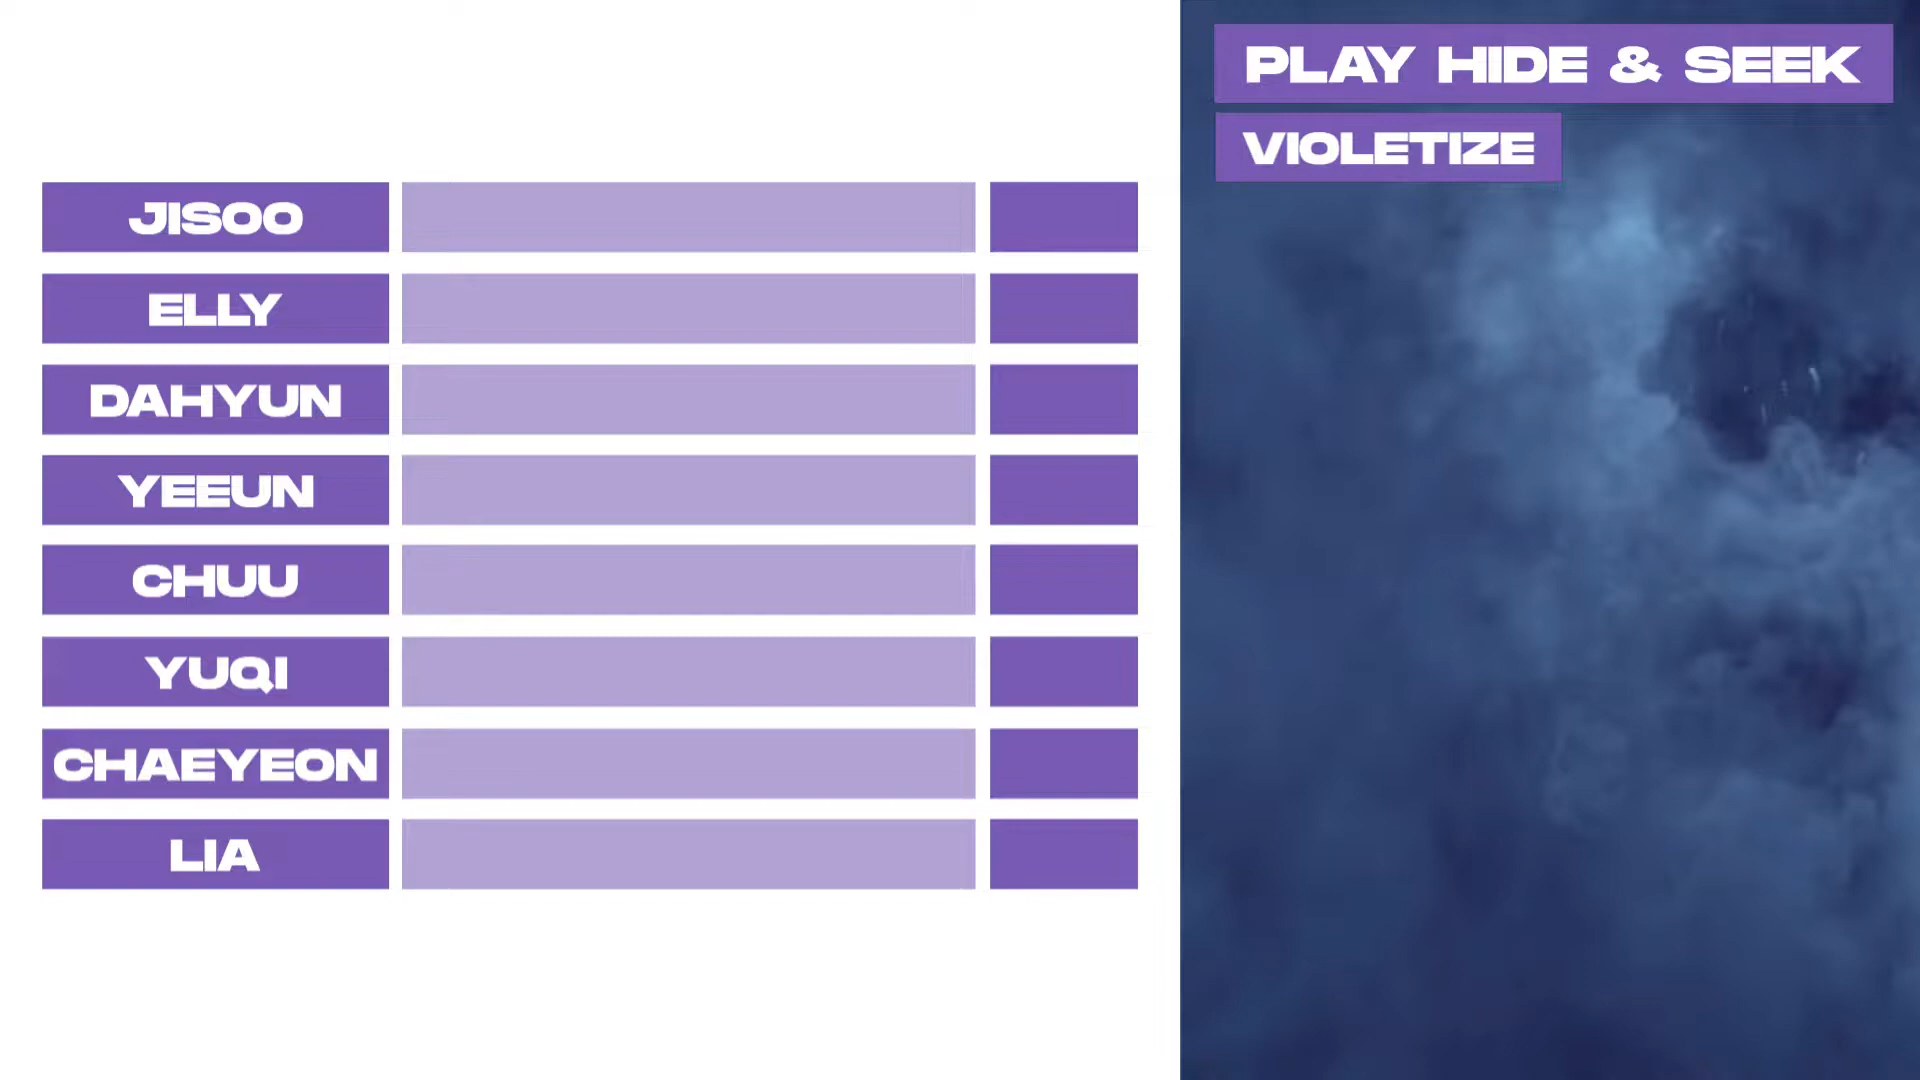 PLAY HIDE & SEEK
VIOLETIZE
JISOO
ELLY
DAHYUN
YEEUN
CHUU
YUQI
CHAEYEON
LIA